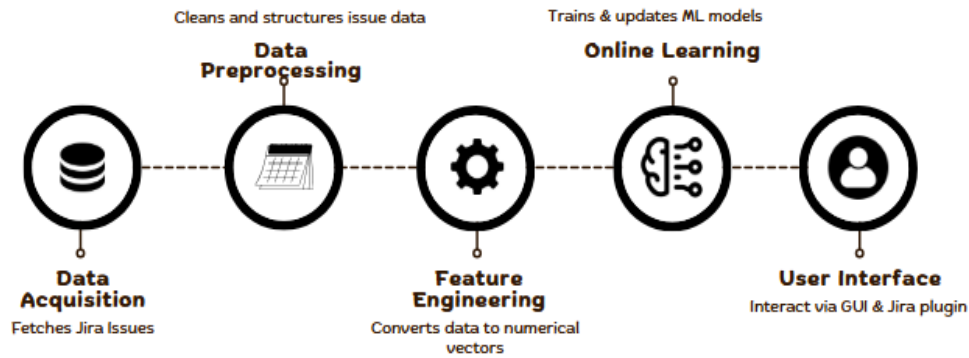 Cleans and structures issue data
Data
Preprocessing
Trains & updates ML models
Online Learning
Data
Acquisition
Fetches Jira Issues
Feature
Engineering
Converts data to numerical
vectors
User Interface
Interact via GUI & Jira plugin